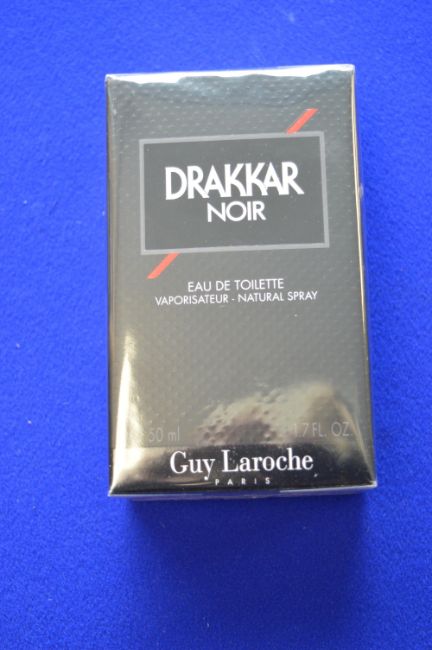 DRAKKAR
NOIR
EAU DE TOILETTE
VAPORISATEUR - NATURAL SPRAY
50 ml 1.7 FL. OZ.
Guy Laroche
PARIS